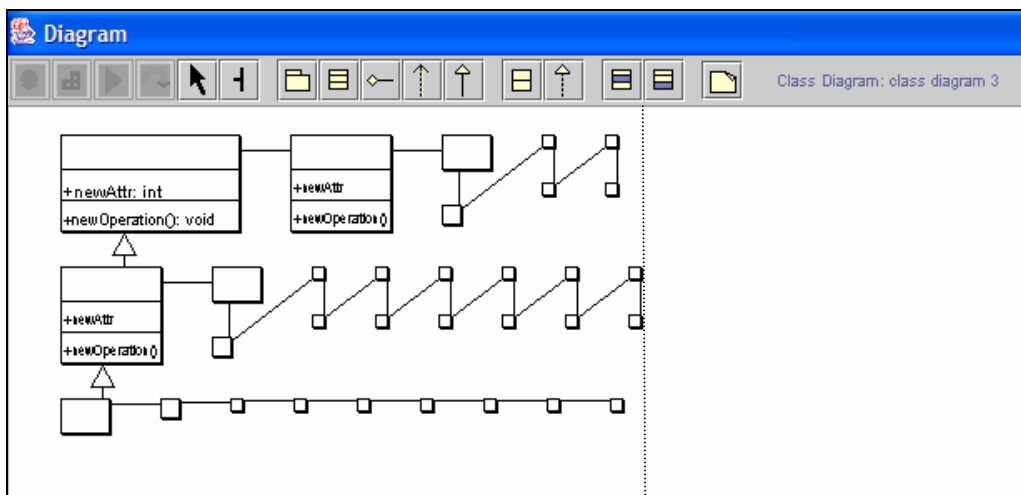 Diagram
Class Diagram: class diagram 3
+newAttr: int
+newOperation(): void
+newAttr
+newOperation()
+newAttr
+newOperation()